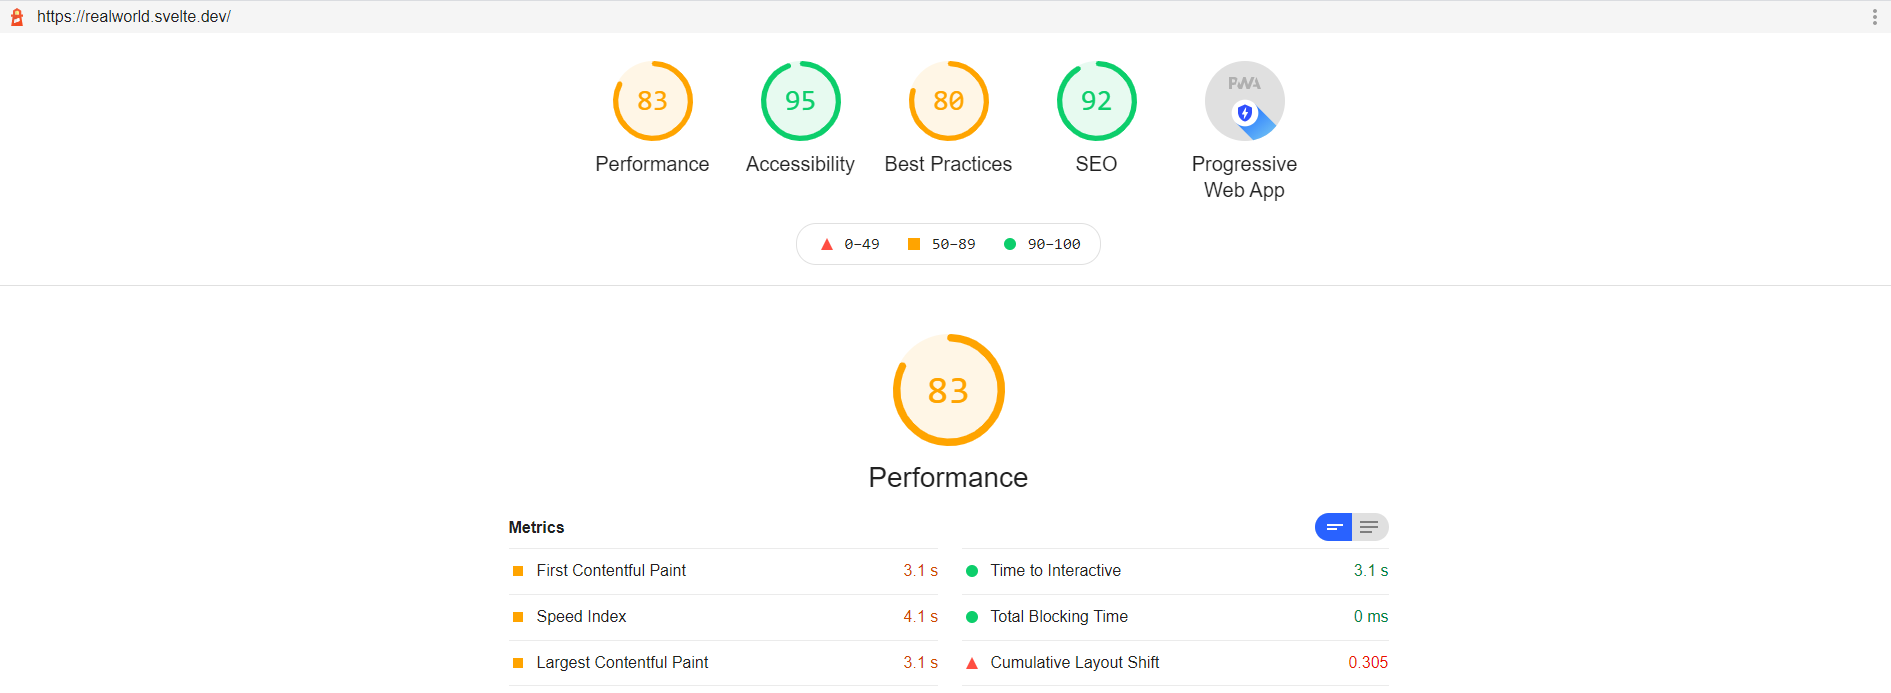 https://realworld.svelte.dev/
83 95 80 92 PWA
Performance Accessibility Best Practices SEO Progressive
Web App
0–49 50–89 90–100
83
Performance
Metrics
First Contentful Paint 3.1 s Time to Interactive 3.1 s
Speed Index 4.1 s Total Blocking Time 0 ms
Largest Contentful Paint 3.1 s Cumulative Layout Shift 0.305